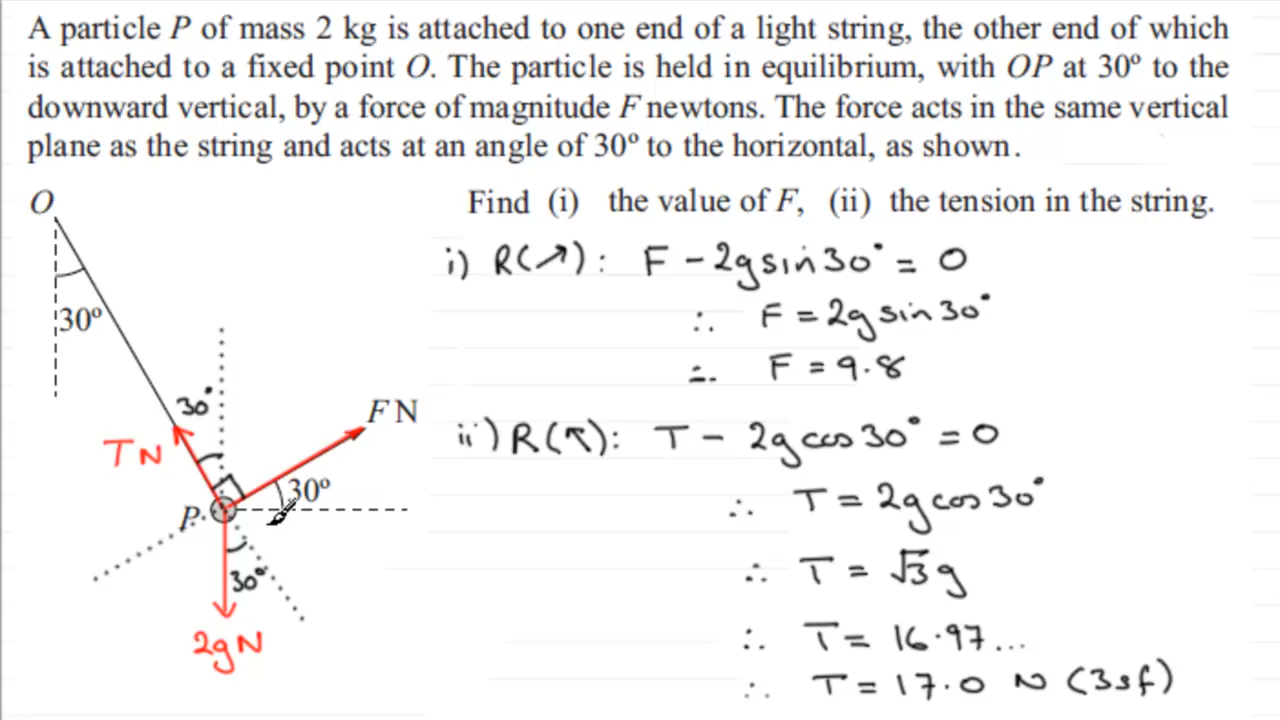 A particle P of mass 2 kg is attached to one end of a light string, the other end of which
is attached to a fixed point O. The particle is held in equilibrium, with OP at 30º to the
downward vertical, by a force of magnitude F newtons. The force acts in the same vertical
plane as the string and acts at an angle of 30º to the horizontal, as shown.
Find (i) the value of F, (ii) the tension in the string.
O
30º
30°
TN
FN
30º
P
30°
2gN
i) R(↗): F - 2g sin 30° = 0
∴ F = 2g sin 30°
∴ F = 9.8
ii) R(↖): T - 2g cos 30° = 0
∴ T = 2g cos 30°
∴ T = √3 g
∴ T = 16.97...
∴ T = 17.0 N (3sf)